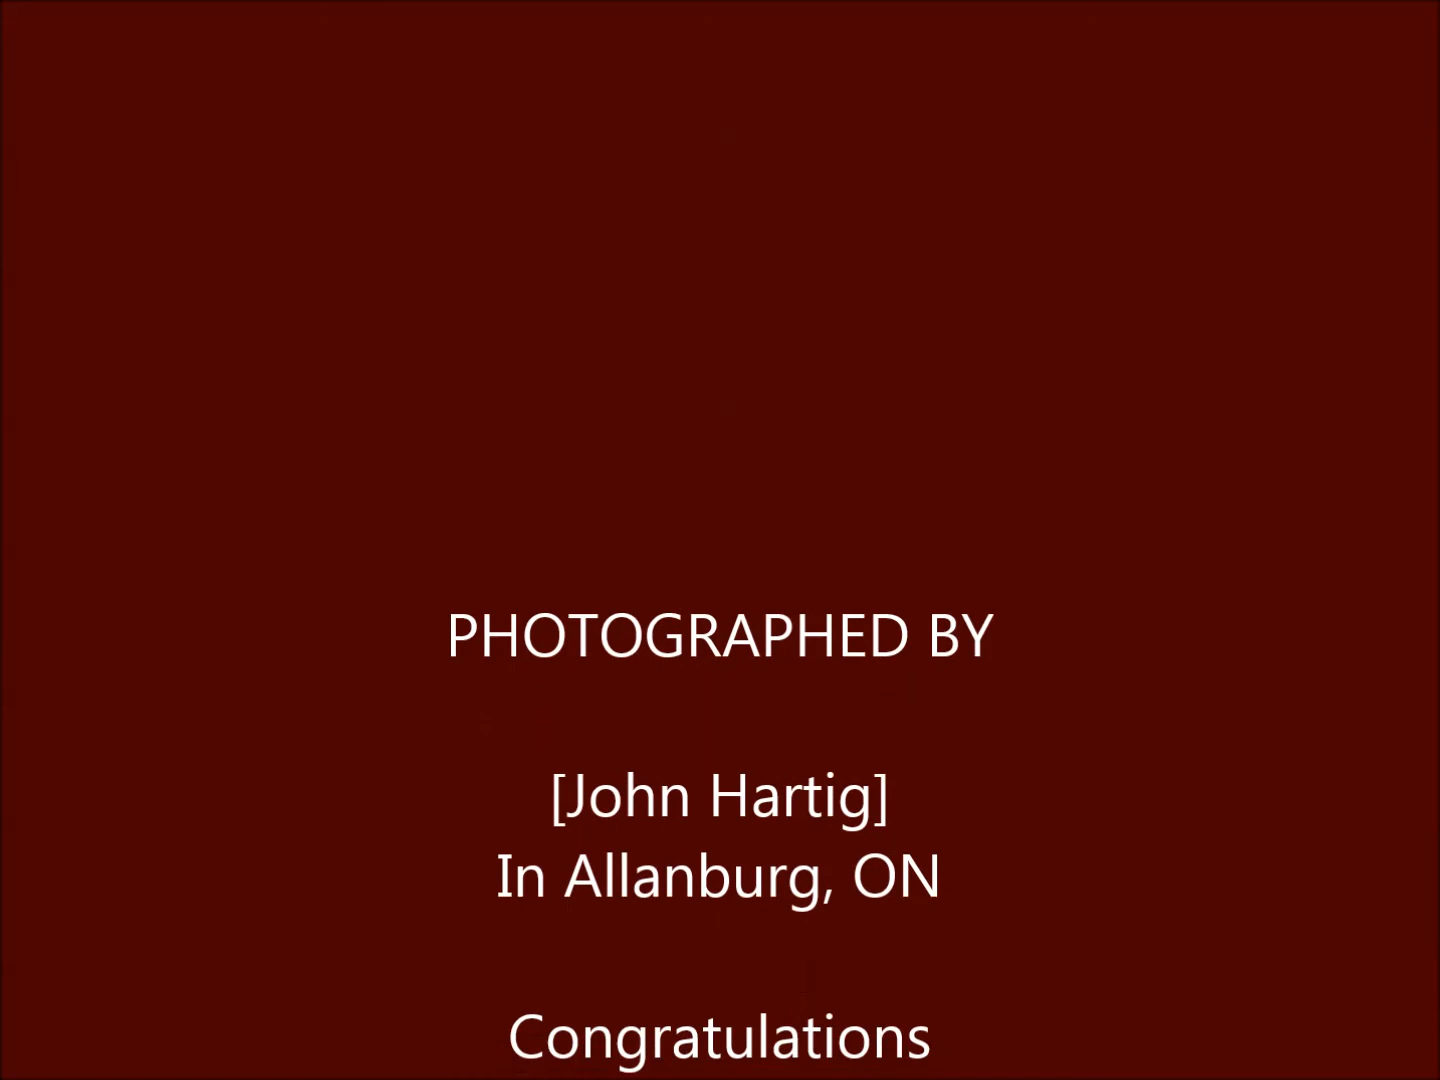 PHOTOGRAPHED BY
[John Hartig]
In Allanburg, ON
Congratulations